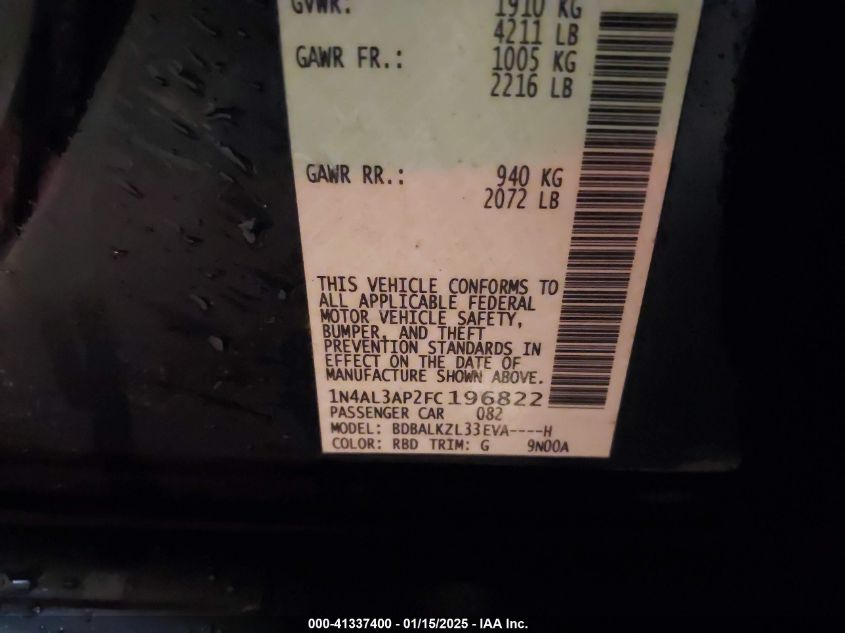 GVWR: 1910 KG
4211 LB
GAWR FR.: 1005 KG
2216 LB
GAWR RR.: 940 KG
2072 LB
THIS VEHICLE CONFORMS TO
ALL APPLICABLE FEDERAL
MOTOR VEHICLE SAFETY,
BUMPER, AND THEFT
PREVENTION STANDARDS IN
EFFECT ON THE DATE OF
MANUFACTURE SHOWN ABOVE.
1N4AL3AP2FC196822
PASSENGER CAR 082
MODEL: BDBALKZL33EVA----H
COLOR: RBD TRIM: G 9N00A
000-41337400 - 01/15/2025 - IAA Inc.